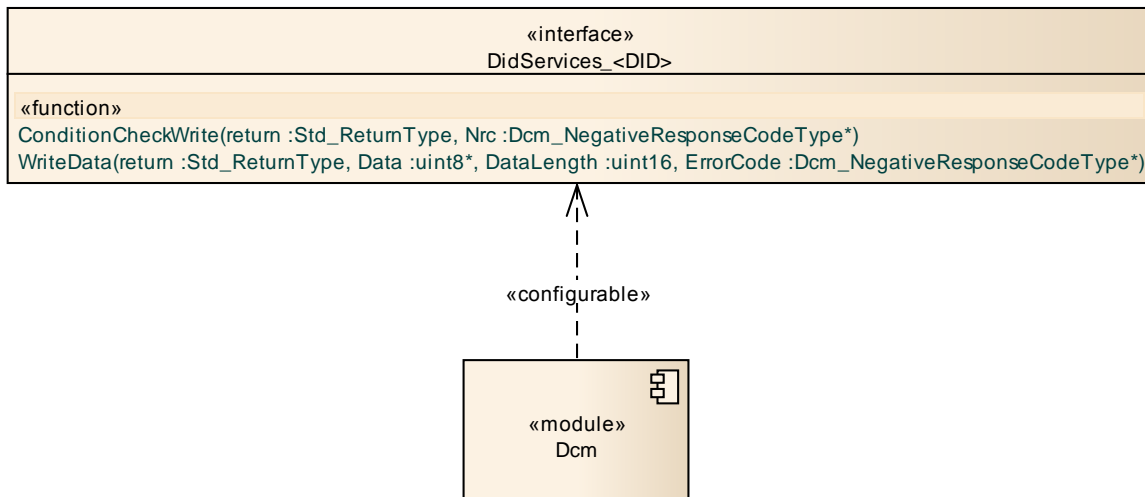 «interface»
DidServices_<DID>
«function»
ConditionCheckWrite(return :Std_ReturnType, Nrc :Dcm_NegativeResponseCodeType*)
WriteData(return :Std_ReturnType, Data :uint8*, DataLength :uint16, ErrorCode :Dcm_NegativeResponseCodeType*)
«configurable»
«module»
Dcm